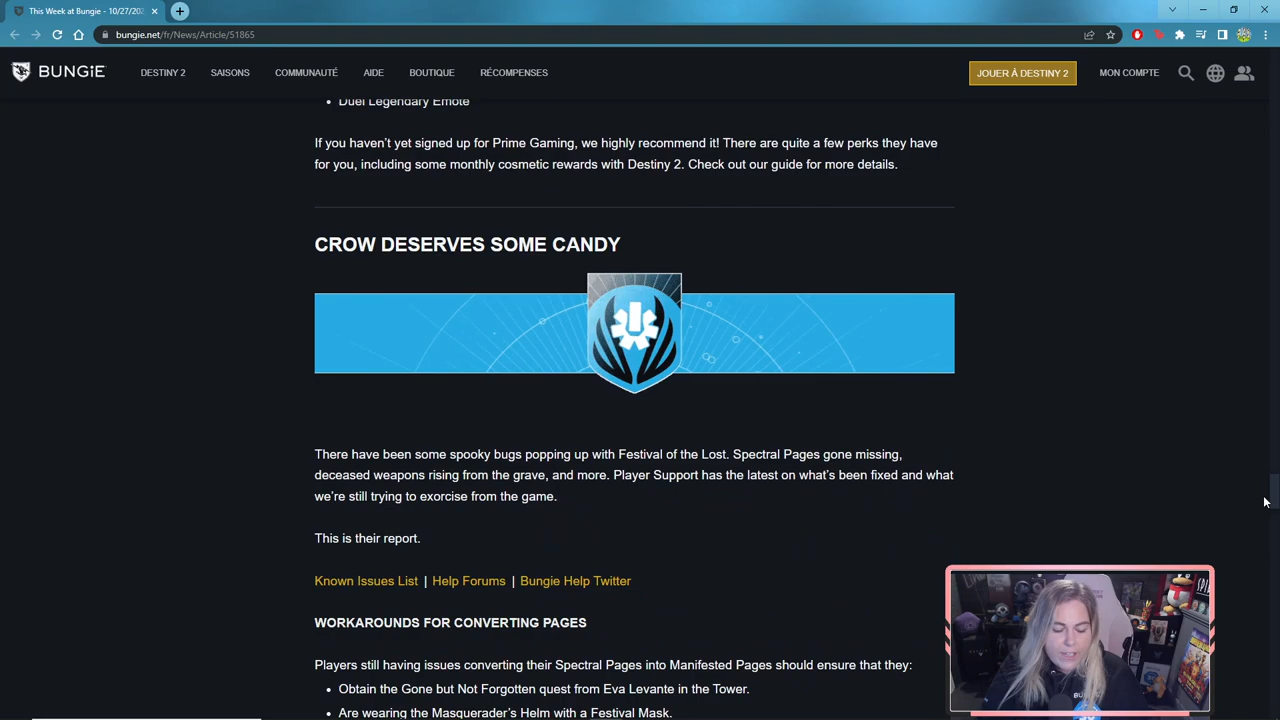 This Week at Bungie - 10/27/202
bungie.net/fr/News/Article/51865
BUNGiE
DESTINY 2
SAISONS
COMMUNAUTÉ
AIDE
BOUTIQUE
RÉCOMPENSES
JOUER À DESTINY 2
MON COMPTE
• Duel Legendary Emote
If you haven’t yet signed up for Prime Gaming, we highly recommend it! There are quite a few perks they have
for you, including some monthly cosmetic rewards with Destiny 2. Check out our guide for more details.
CROW DESERVES SOME CANDY
There have been some spooky bugs popping up with Festival of the Lost. Spectral Pages gone missing,
deceased weapons rising from the grave, and more. Player Support has the latest on what’s been fixed and what
we’re still trying to exorcise from the game.
This is their report.
Known Issues List | Help Forums | Bungie Help Twitter
WORKAROUNDS FOR CONVERTING PAGES
Players still having issues converting their Spectral Pages into Manifested Pages should ensure that they:
• Obtain the Gone but Not Forgotten quest from Eva Levante in the Tower.
• Are wearing the Masquerader’s Helm with a Festival Mask.